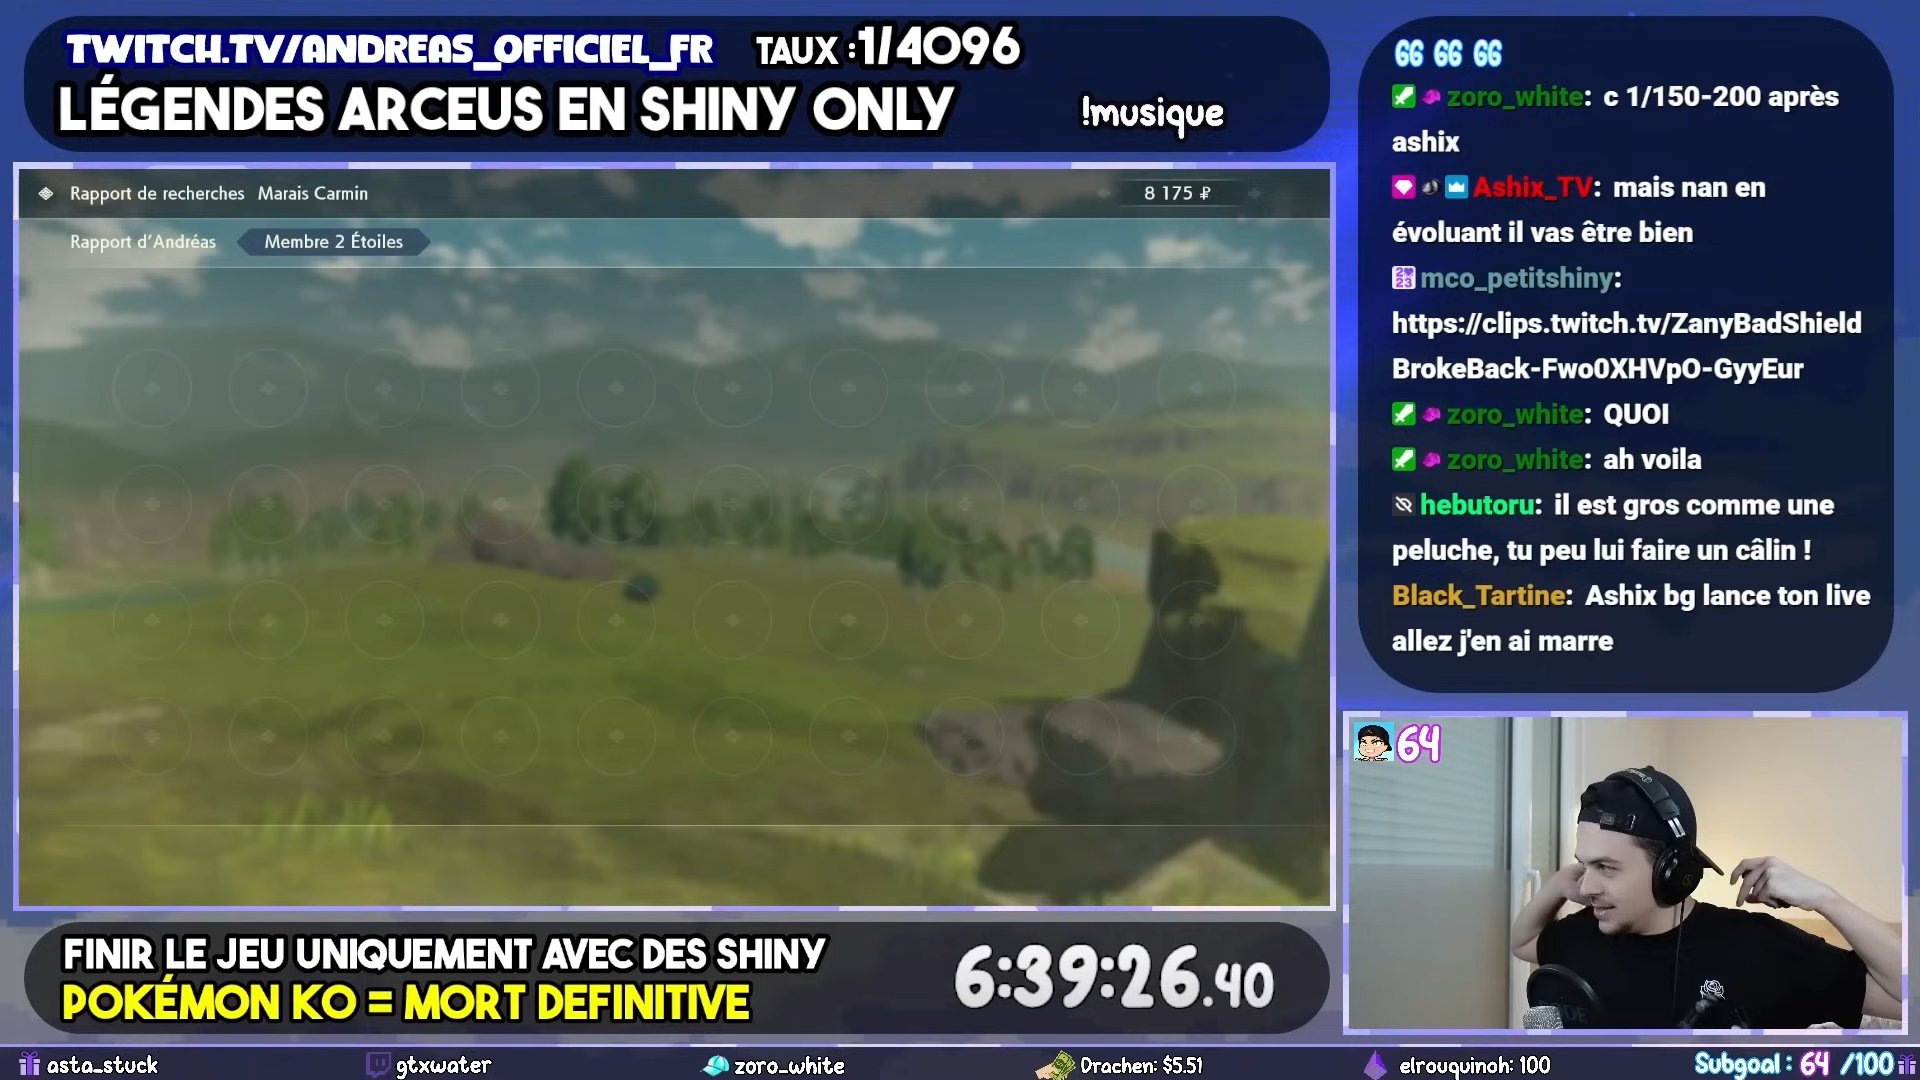 TWITCH.TV/ANDREAS_OFFICIEL_FR TAUX :1/4096
LÉGENDES ARCEUS EN SHINY ONLY
!musique
Rapport de recherches Marais Carmin
8 175 ₽
Rapport d'Andréas Membre 2 Étoiles
zoro_white: c 1/150-200 après
ashix
Ashix_TV: mais nan en
évoluant il vas être bien
mco_petitshiny:
https://clips.twitch.tv/ZanyBadShield
BrokeBack-Fwo0XHVpO-GyyEur
zoro_white: QUOI
zoro_white: ah voila
hebutoru: il est gros comme une
peluche, tu peu lui faire un câlin !
Black_Tartine: Ashix bg lance ton live
allez j'en ai marre
64
FINIR LE JEU UNIQUEMENT AVEC DES SHINY
POKÉMON KO = MORT DEFINITIVE
6:39:26.40
asta_stuck
gtxwater
zoro_white
Drachen: $5.51
elrouquinoh: 100
Subgoal : 64 /100